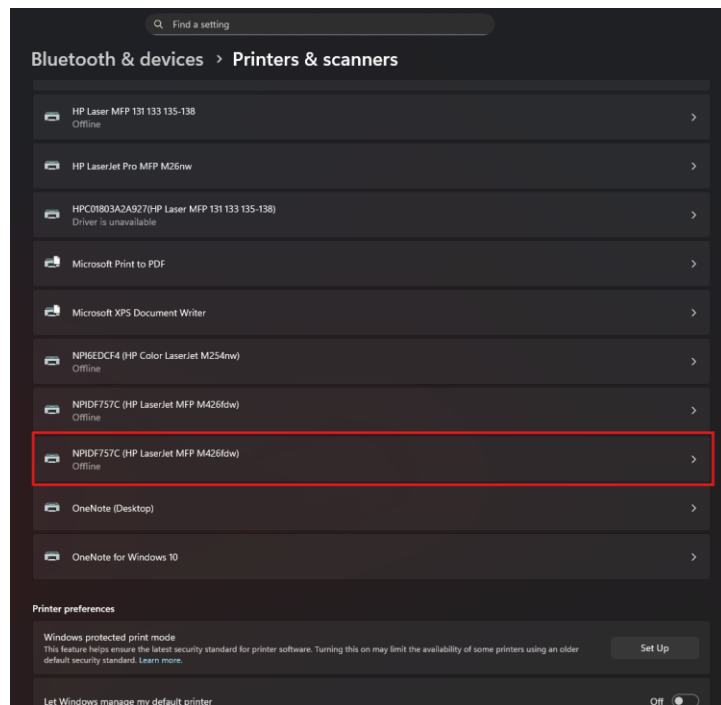 Find a setting
Bluetooth & devices > Printers & scanners
HP Laser MFP 131 133 135-138
Offline
HP LaserJet Pro MFP M26nw
HPC01803A2A927(HP Laser MFP 131 133 135-138)
Driver is unavailable
Microsoft Print to PDF
Microsoft XPS Document Writer
NPI6EDCF4 (HP Color LaserJet M254nw)
Offline
NPIDF757C (HP LaserJet MFP M426fdw)
Offline
NPIDF757C (HP LaserJet MFP M426fdw)
Offline
OneNote (Desktop)
OneNote for Windows 10
Printer preferences
Windows protected print mode
This feature helps ensure the latest security standard for printer software. Turning this on may limit the availability of some printers using an older
default security standard. Learn more.
Set Up
Let Windows manage my default printer
Off